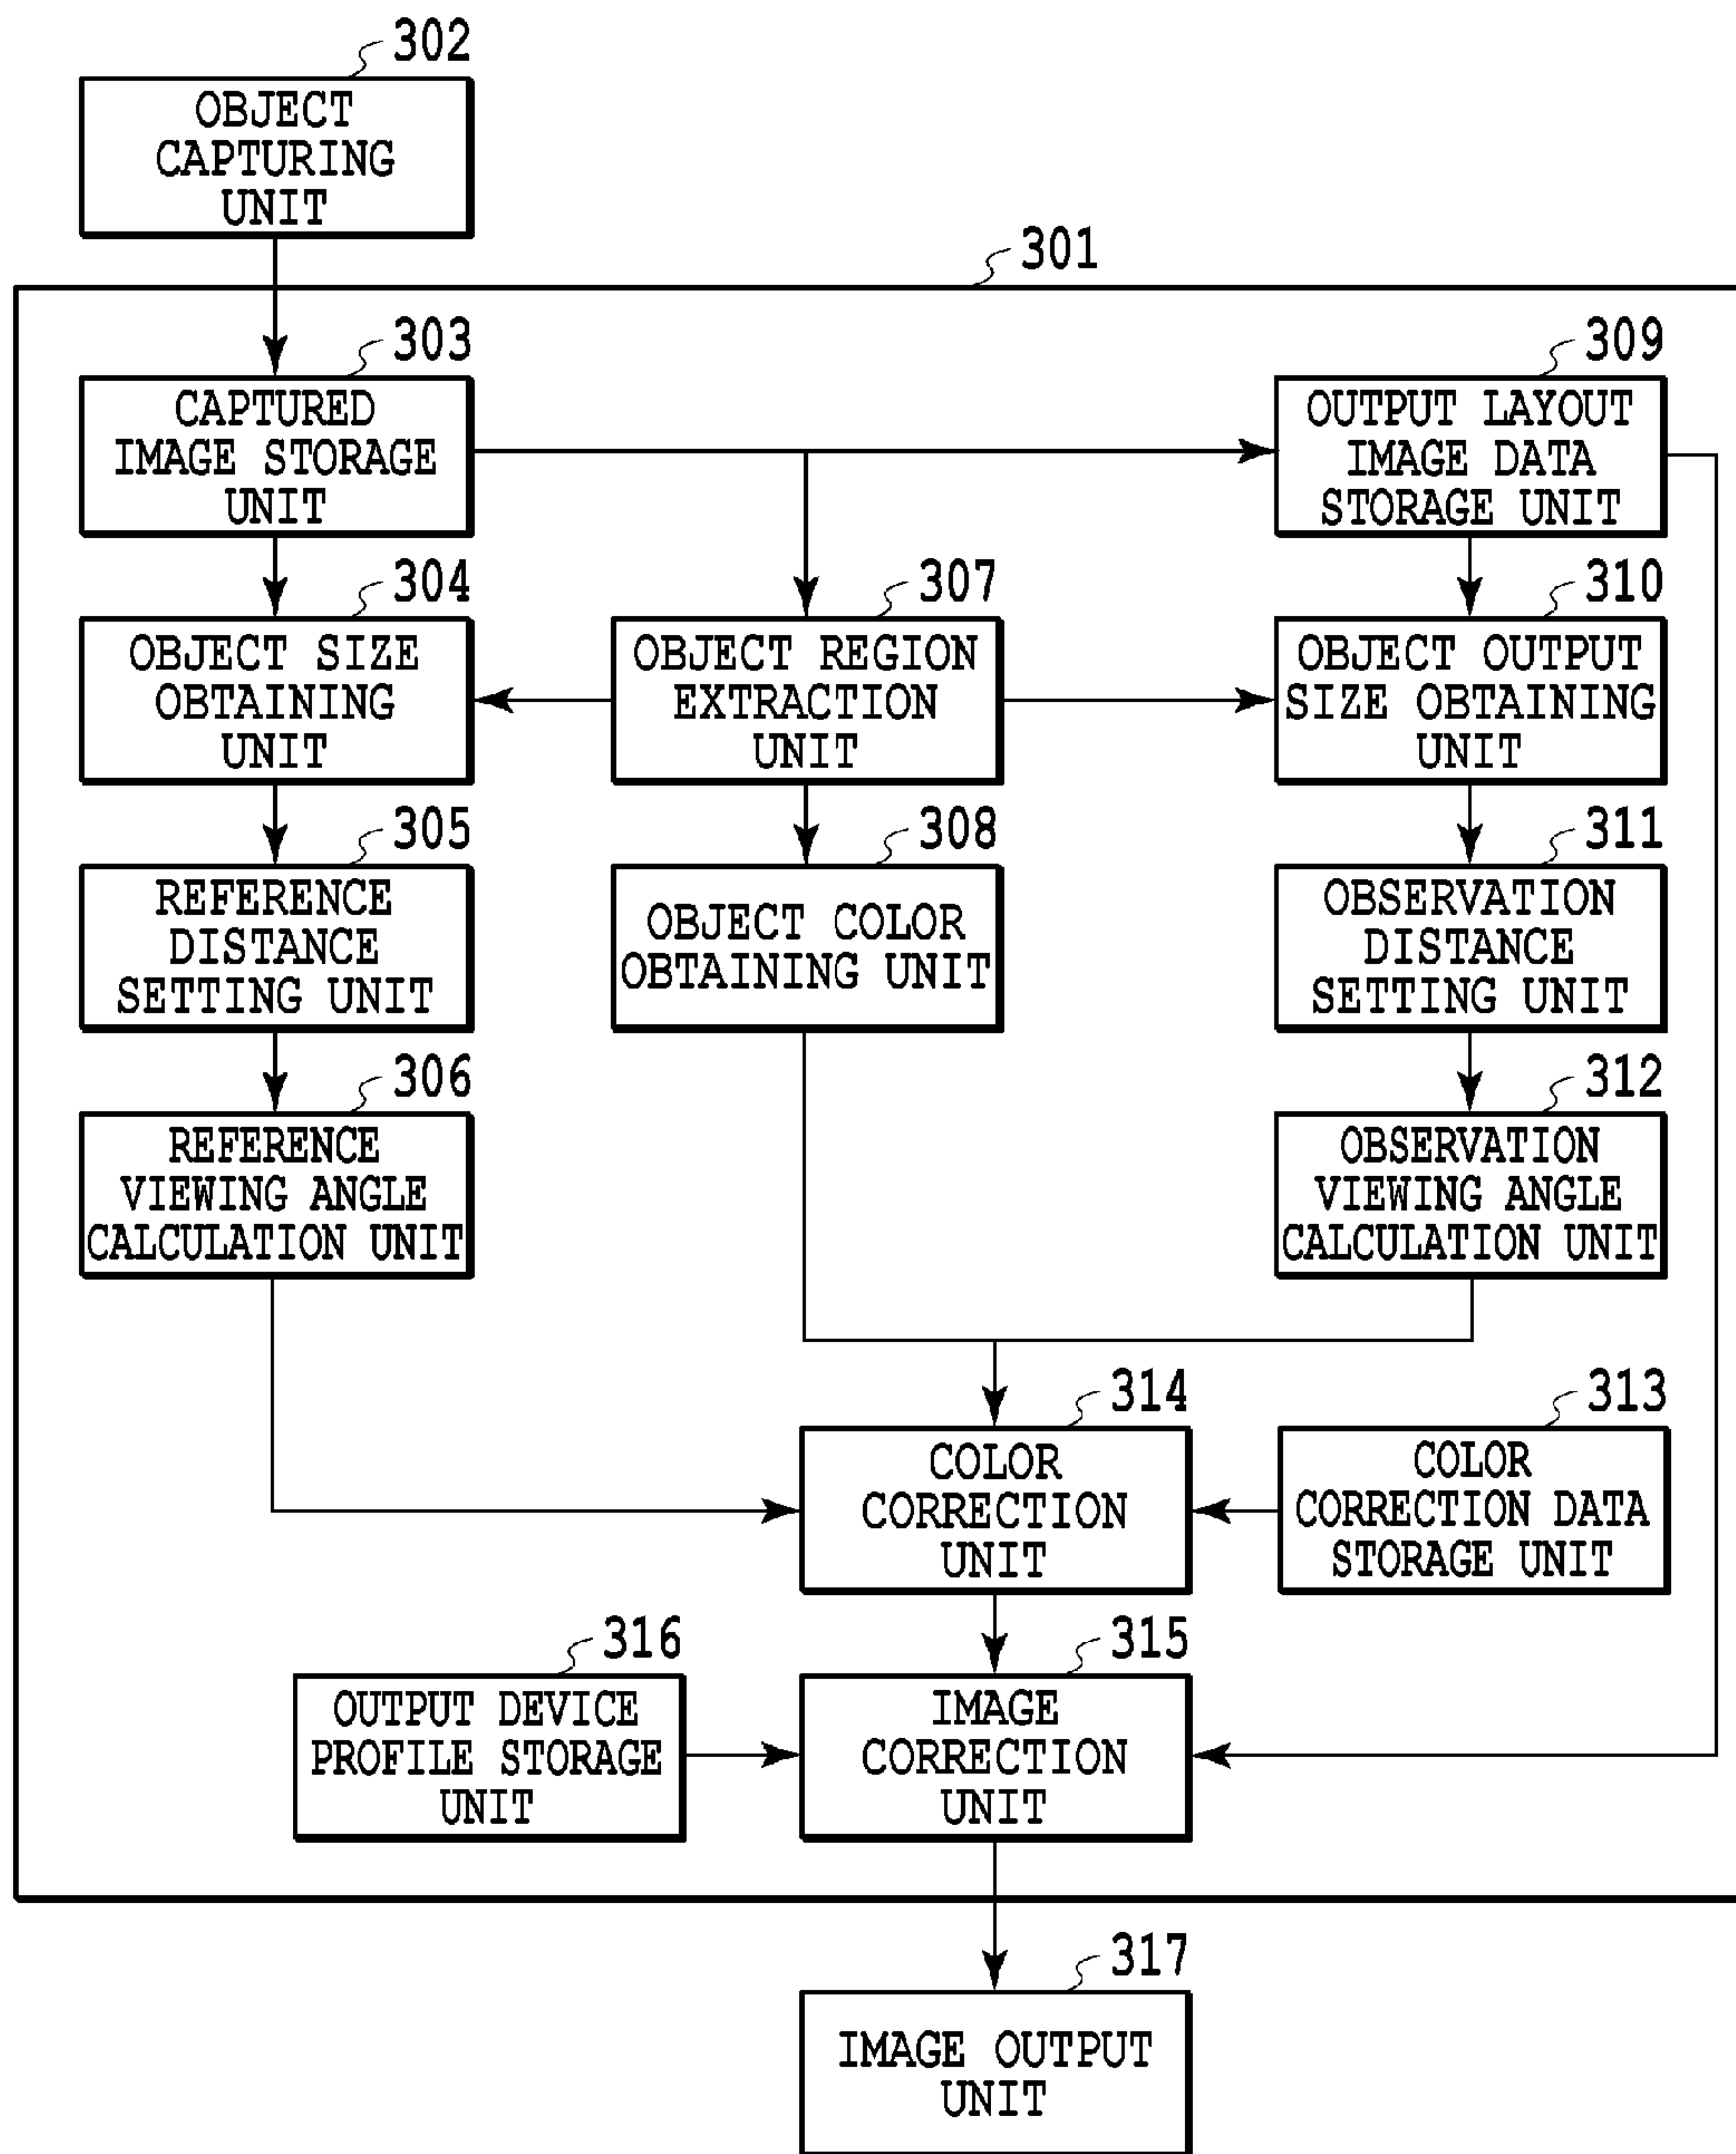 302
OBJECT
CAPTURING
UNIT
301
303
CAPTURED
IMAGE STORAGE
UNIT
309
OUTPUT LAYOUT
IMAGE DATA
STORAGE UNIT
304
OBJECT SIZE
OBTAINING
UNIT
307
OBJECT REGION
EXTRACTION
UNIT
310
OBJECT OUTPUT
SIZE OBTAINING
UNIT
305
REFERENCE
DISTANCE
SETTING UNIT
308
OBJECT COLOR
OBTAINING UNIT
311
OBSERVATION
DISTANCE
SETTING UNIT
306
REFERENCE
VIEWING ANGLE
CALCULATION UNIT
312
OBSERVATION
VIEWING ANGLE
CALCULATION UNIT
314
COLOR
CORRECTION
UNIT
313
COLOR
CORRECTION DATA
STORAGE UNIT
316
OUTPUT DEVICE
PROFILE STORAGE
UNIT
315
IMAGE
CORRECTION
UNIT
317
IMAGE OUTPUT
UNIT